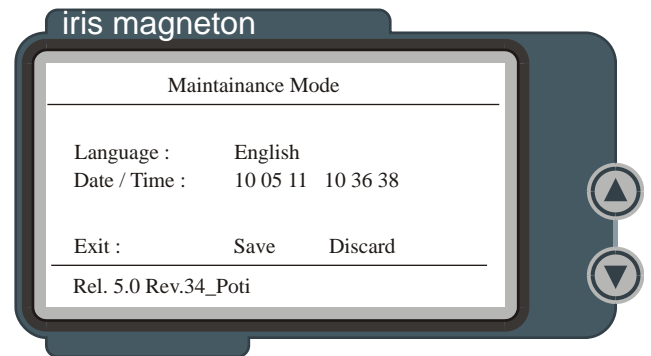 iris magneton
Maintainance Mode
Language : English
Date / Time : 10 05 11 10 36 38
Exit : Save Discard
Rel. 5.0 Rev.34_Poti